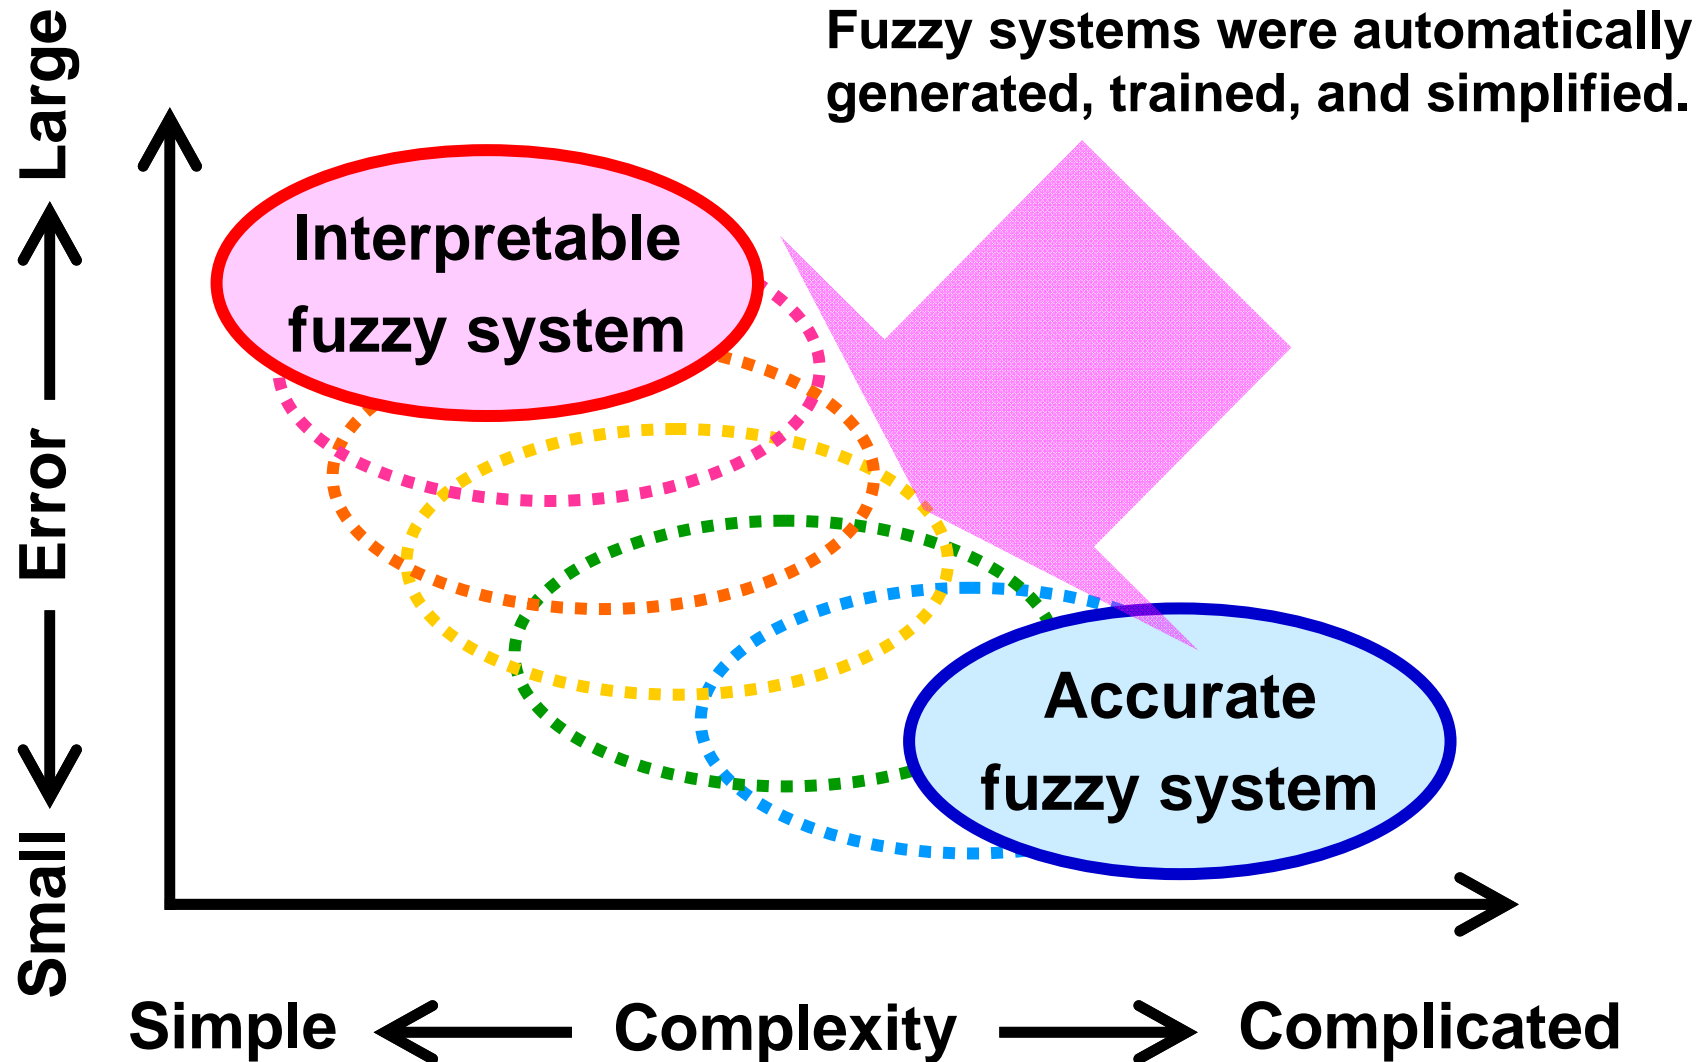 Fuzzy systems were automatically
generated, trained, and simplified.
Large
Error
Small
Interpretable
fuzzy system
Accurate
fuzzy system
Simple
Complexity
Complicated